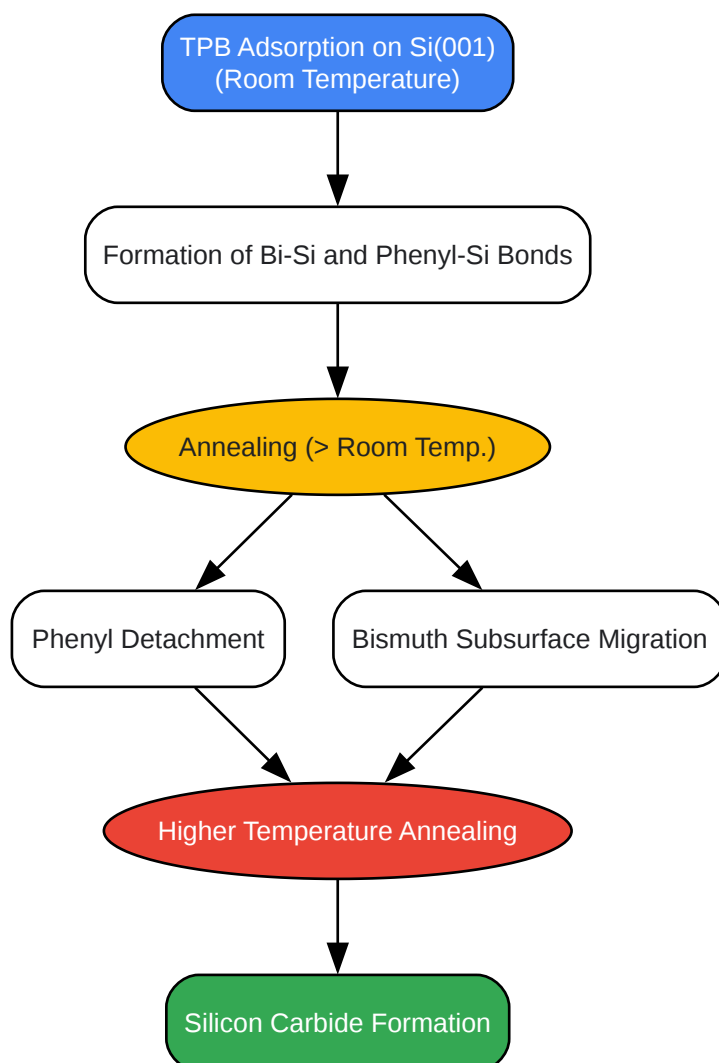 TPB Adsorption on Si(001)
(Room Temperature)
Formation of Bi-Si and Phenyl-Si Bonds
Annealing (> Room Temp.)
Phenyl Detachment
Bismuth Subsurface Migration
Higher Temperature Annealing
Silicon Carbide Formation